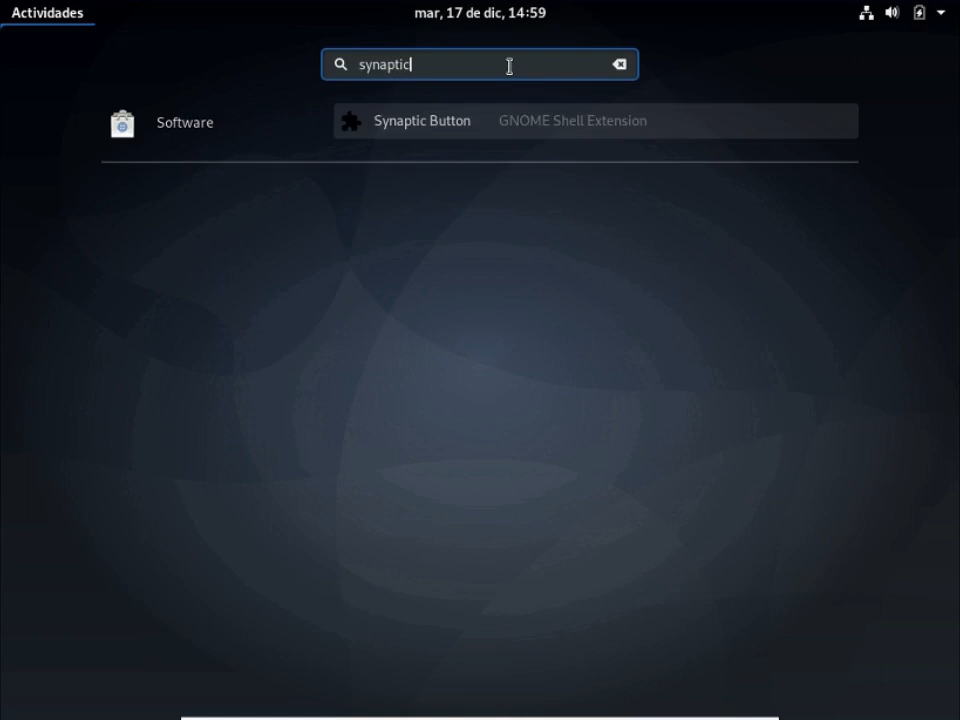 Actividades
mar, 17 de dic, 14:59
synaptic
Software
Synaptic Button GNOME Shell Extension